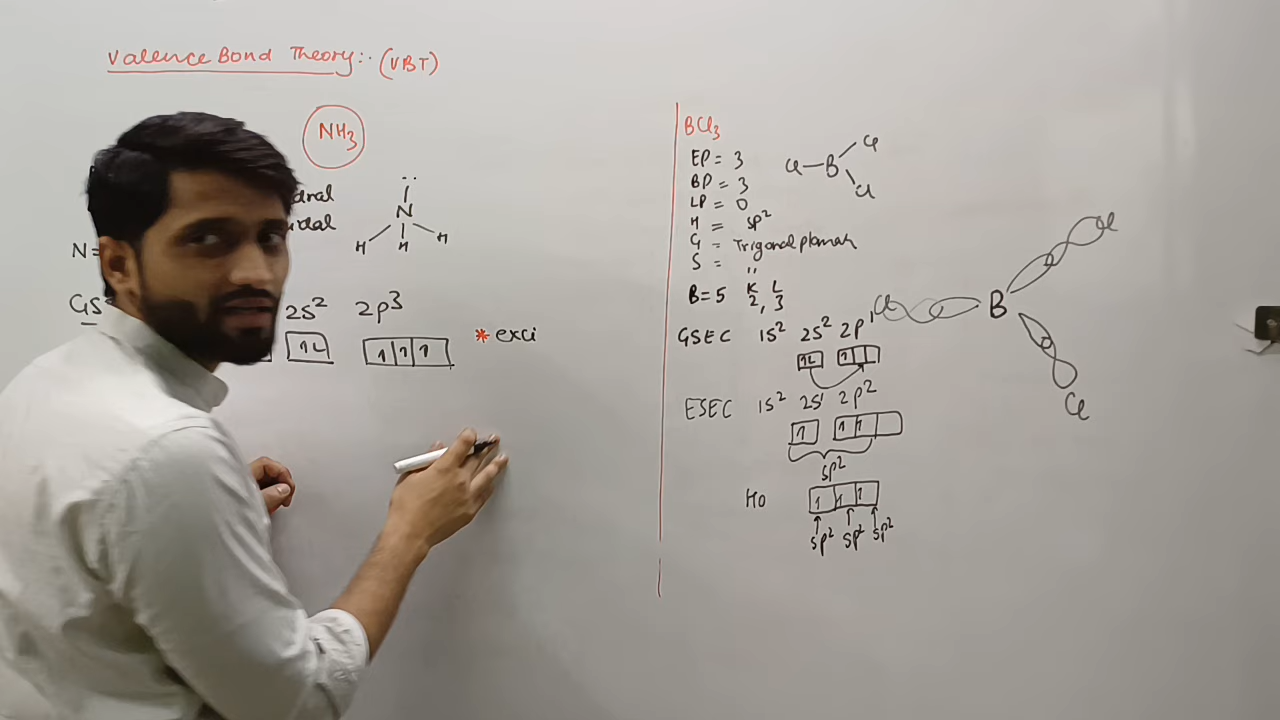 Valence Bond Theory:- (VBT)
NH3
N
H H H
N=
GS 2s² 2p³
1L
1 1 1
* exci
BCl3
EP = 3
BP = 3
LP = 0
H = sp²
G = Trigonal planar
S = "
Cl B Cl
Cl
K L
B=5 2, 3
GSEC 1s² 2s² 2p¹
1L 1
ESEC 1s² 2s¹ 2p²
1 1 1
sp²
Ho 1 1 1
sp² sp² sp²
Cl
Cl B
Cl